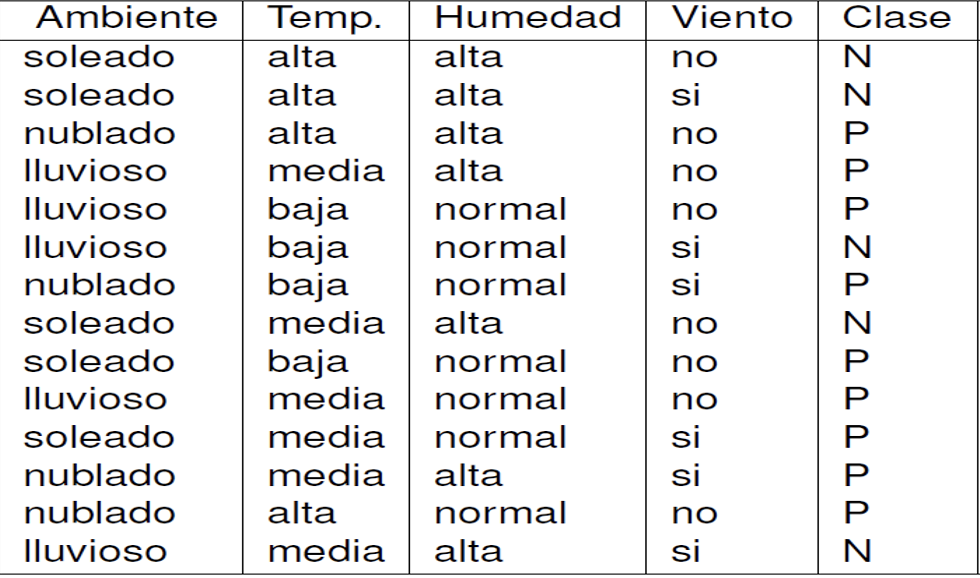 Ambiente Temp. Humedad Viento Clase
soleado alta alta no N
soleado alta alta si N
nublado alta alta no P
lluvioso media alta no P
lluvioso baja normal no P
lluvioso baja normal si N
nublado baja normal si P
soleado media alta no N
soleado baja normal no P
lluvioso media normal no P
soleado media normal si P
nublado media alta si P
nublado alta normal no P
lluvioso media alta si N